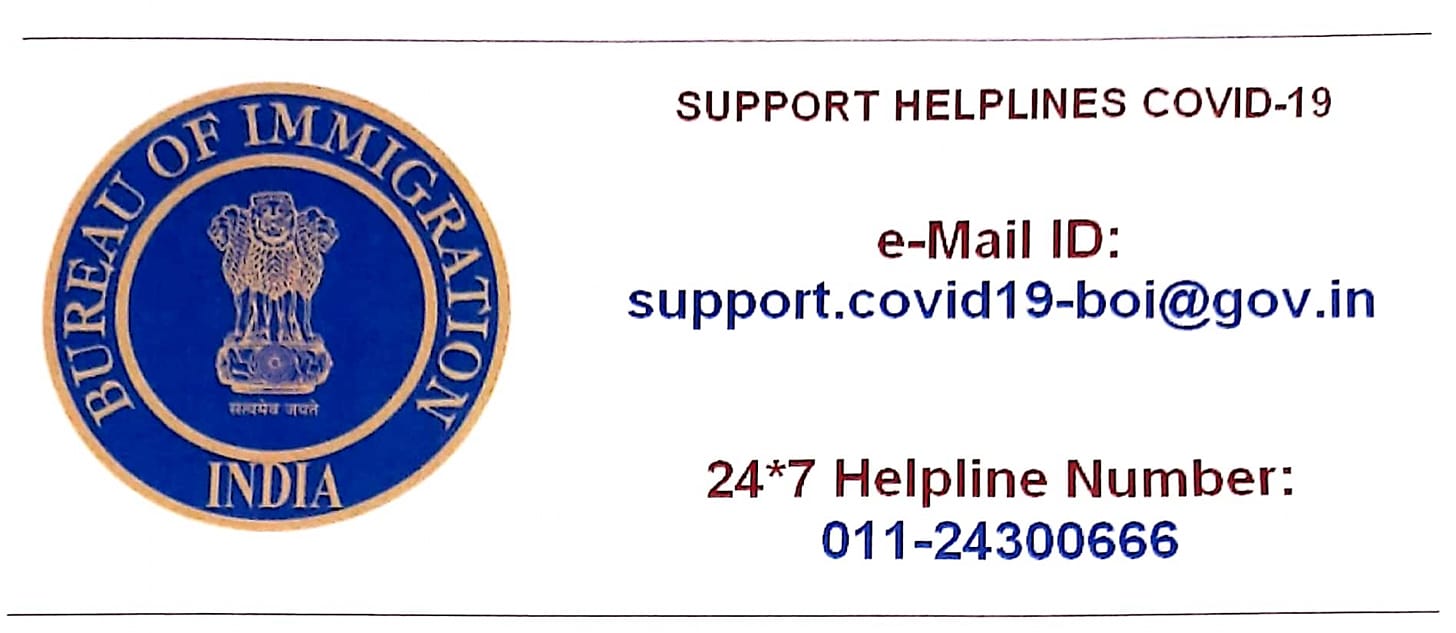 BUREAU OF IMMIGRATION
सत्यमेव जयते
INDIA
SUPPORT HELPLINES COVID-19
e-Mail ID:
support.covid19-boi@gov.in
24*7 Helpline Number:
011-24300666